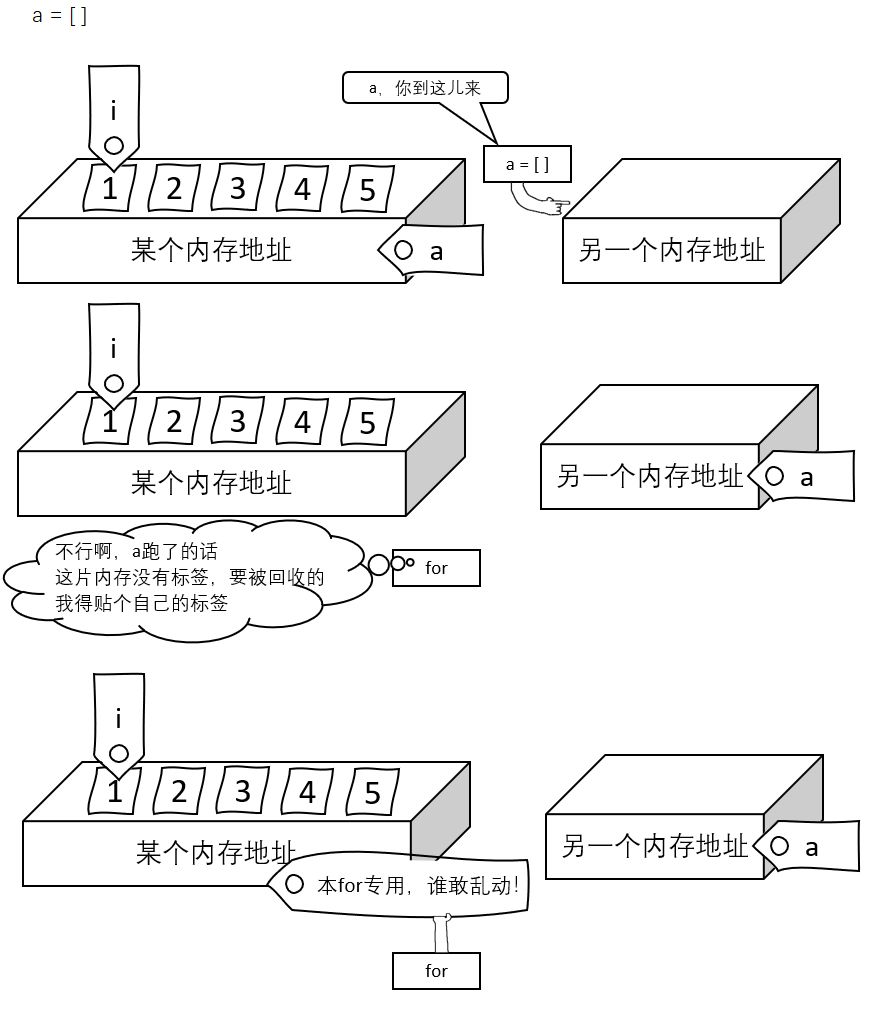 a = [ ]
i
a，你到这儿来
a = [ ]
1 2 3 4 5
某个内存地址
a
另一个内存地址
i
1 2 3 4 5
某个内存地址
另一个内存地址
a
不行啊，a跑了的话
这片内存没有标签，要被回收的
我得贴个自己的标签
for
i
1 2 3 4 5
某个内存地址
另一个内存地址
a
本for专用，谁敢乱动！
for